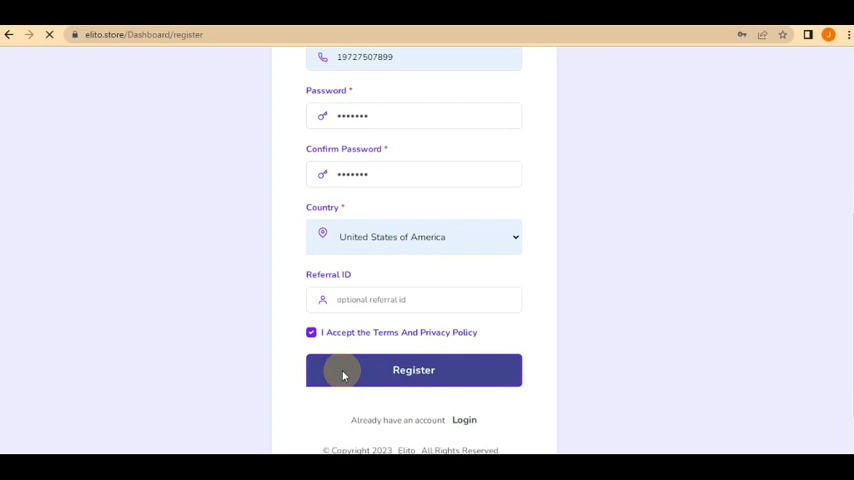 elito.store/Dashboard/register
J
19727507899
Password *
•••••••
Confirm Password *
•••••••
Country *
United States of America
Referral ID
optional referral id
I Accept the Terms And Privacy Policy
Register
Already have an account Login
© Copyright 2023 Elito All Rights Reserved.